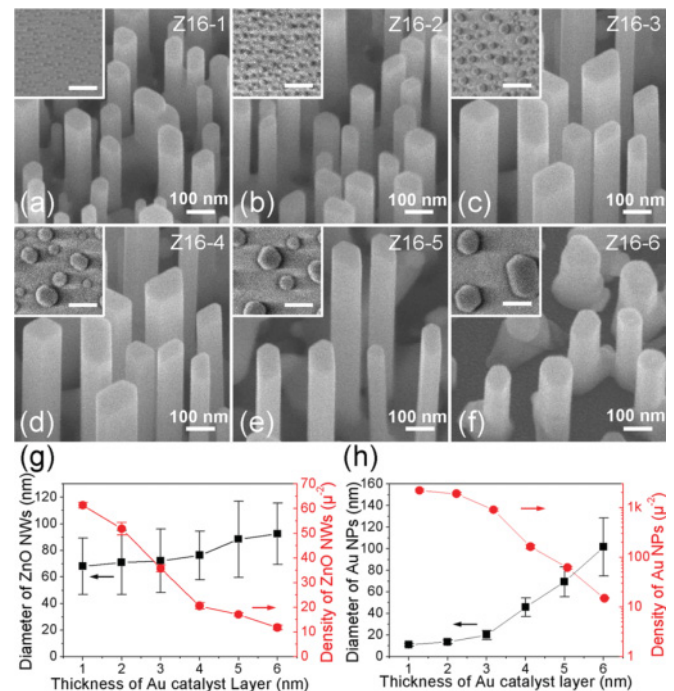 Z16-1
Z16-2
Z16-3
(a)
100 nm
(b)
100 nm
(c)
100 nm
Z16-4
Z16-5
Z16-6
(d)
100 nm
(e)
100 nm
(f)
100 nm
(g)
(h)
Diameter of ZnO NWs (nm)
120
100
80
60
40
20
0
1 2 3 4 5 6
Thickness of Au catalyst Layer (nm)
70
60
50
40
30
20
10
0
Density of ZnO NWs (μ⁻²)
Diameter of Au NPs (nm)
160
140
120
100
80
60
40
20
0
1 2 3 4 5 6
Thickness of Au catalyst layer (nm)
1k
100
10
1
Density of Au NPs (μ⁻²)